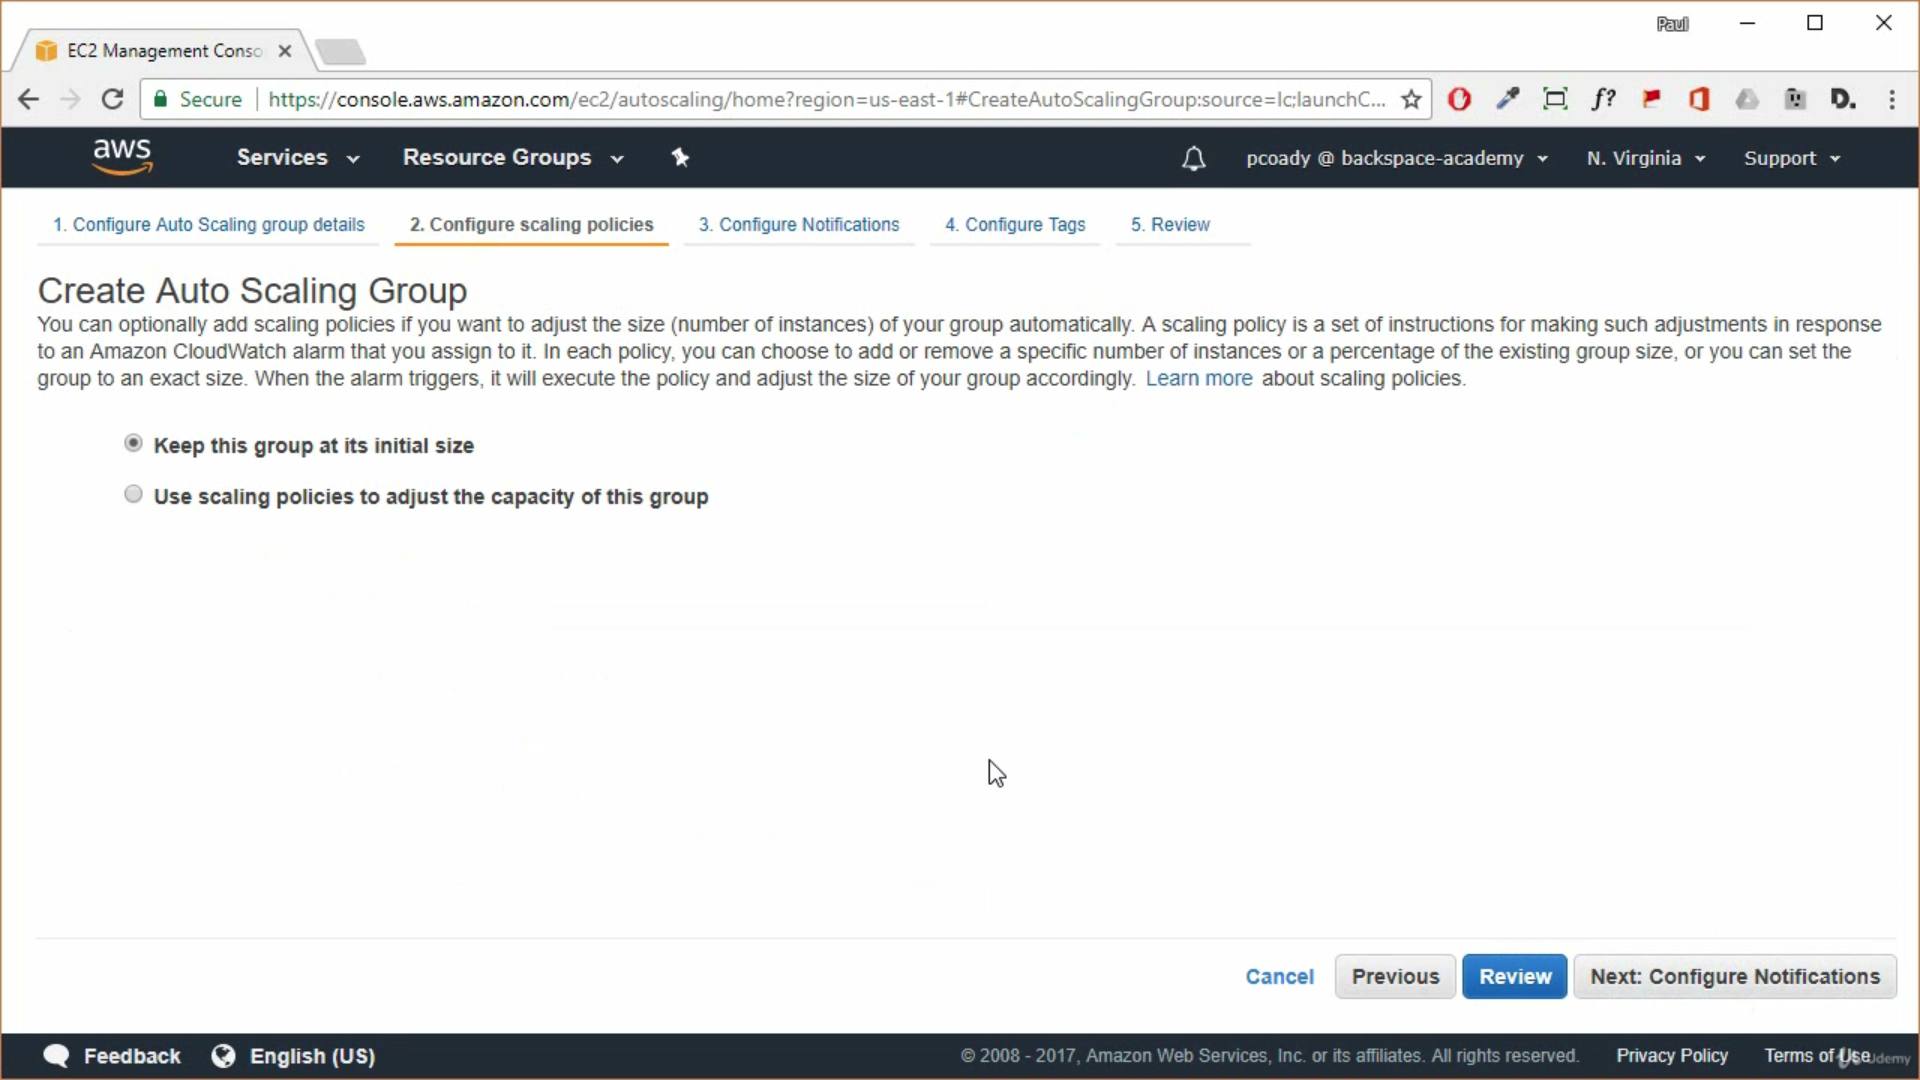 Paul
EC2 Management Conso
Secure https://console.aws.amazon.com/ec2/autoscaling/home?region=us-east-1#CreateAutoScalingGroup:source=lc;launchC... f? D.
aws Services Resource Groups pcoady @ backspace-academy N. Virginia Support
1. Configure Auto Scaling group details 2. Configure scaling policies 3. Configure Notifications 4. Configure Tags 5. Review
Create Auto Scaling Group
You can optionally add scaling policies if you want to adjust the size (number of instances) of your group automatically. A scaling policy is a set of instructions for making such adjustments in response
to an Amazon CloudWatch alarm that you assign to it. In each policy, you can choose to add or remove a specific number of instances or a percentage of the existing group size, or you can set the
group to an exact size. When the alarm triggers, it will execute the policy and adjust the size of your group accordingly. Learn more about scaling policies.
Keep this group at its initial size
Use scaling policies to adjust the capacity of this group
Cancel Previous Review Next: Configure Notifications
Feedback English (US) © 2008 - 2017, Amazon Web Services, Inc. or its affiliates. All rights reserved. Privacy Policy Terms of Use
Udemy